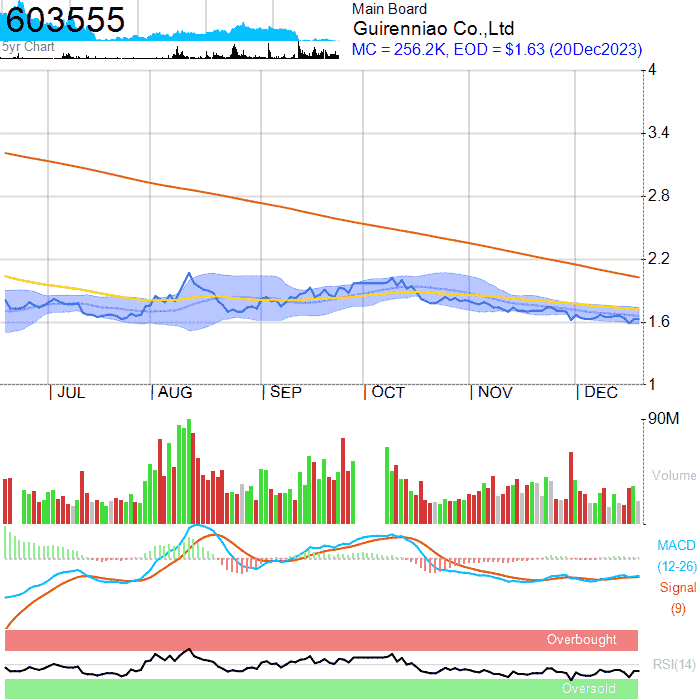 603555
5yr Chart
Main Board
Guirenniao Co.,Ltd
MC = 256.2K, EOD = $1.63 (20Dec2023)
4
3.4
2.8
2.2
1.6
1
JUL
AUG
SEP
OCT
NOV
DEC
90M
Volume
MACD
(12-26)
Signal
(9)
Overbought
RSI(14)
Oversold